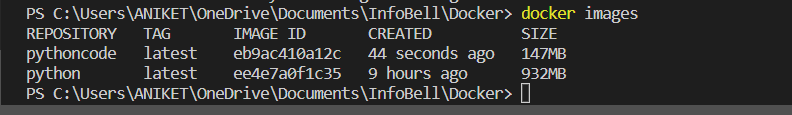 PS C:\Users\ANIKET\OneDrive\Documents\InfoBell\Docker> docker images
REPOSITORY   TAG       IMAGE ID       CREATED          SIZE
pythoncode   latest    eb9ac410a12c   44 seconds ago   147MB
python       latest    ee4e7a0f1c35   9 hours ago      932MB
PS C:\Users\ANIKET\OneDrive\Documents\InfoBell\Docker>